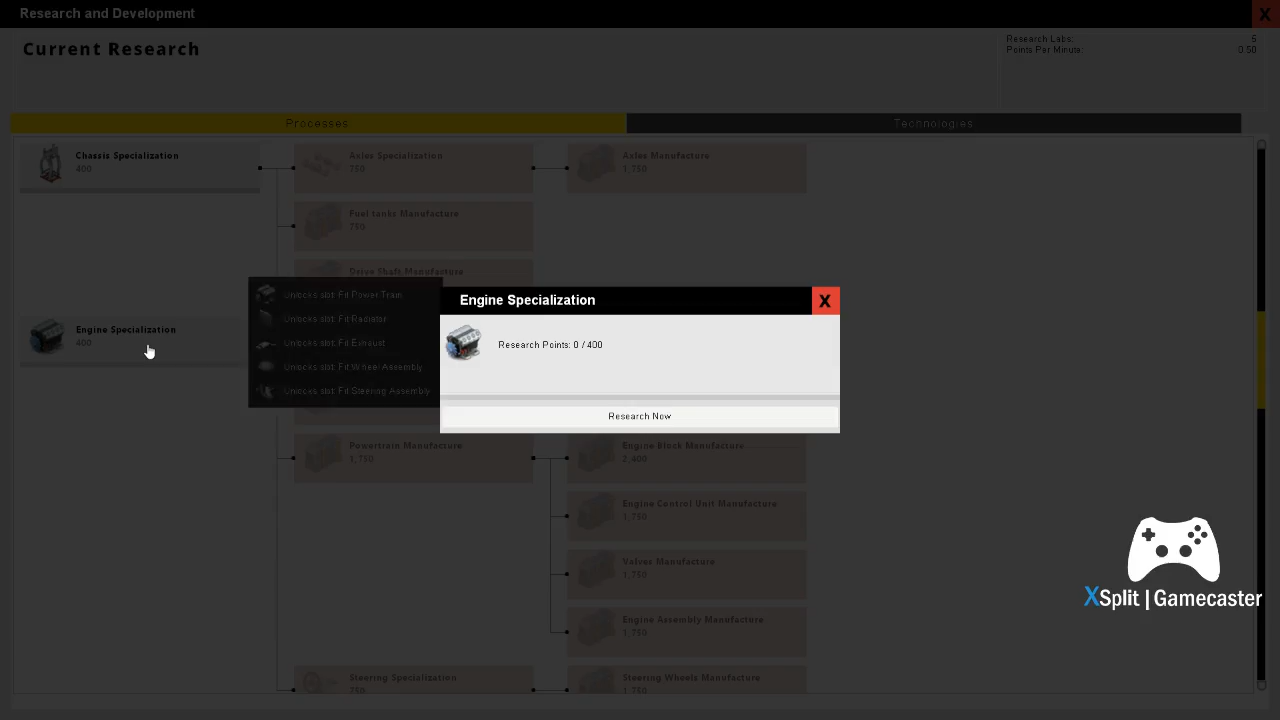 Research and Development
X
Current Research
Research Labs: 5
Points Per Minute: 0.50
Processes
Technologies
Chassis Specialization
400
Axles Specialization
750
Axles Manufacture
1,750
Fuel tanks Manufacture
750
Drive Shaft Manufacture
Unlocks slot: Fit Power Train
Unlocks slot: Fit Radiator
Unlocks slot: Fit Exhaust
Unlocks slot: Fit Wheel Assembly
Unlocks slot: Fit Steering Assembly
Engine Specialization
X
Research Points: 0 / 400
Research Now
Engine Specialization
400
Powertrain Manufacture
1,750
Engine Block Manufacture
2,400
Engine Control Unit Manufacture
1,750
Valves Manufacture
1,750
Engine Assembly Manufacture
1,750
Steering Specialization
750
Steering Wheels Manufacture
1,750
XSplit | Gamecaster